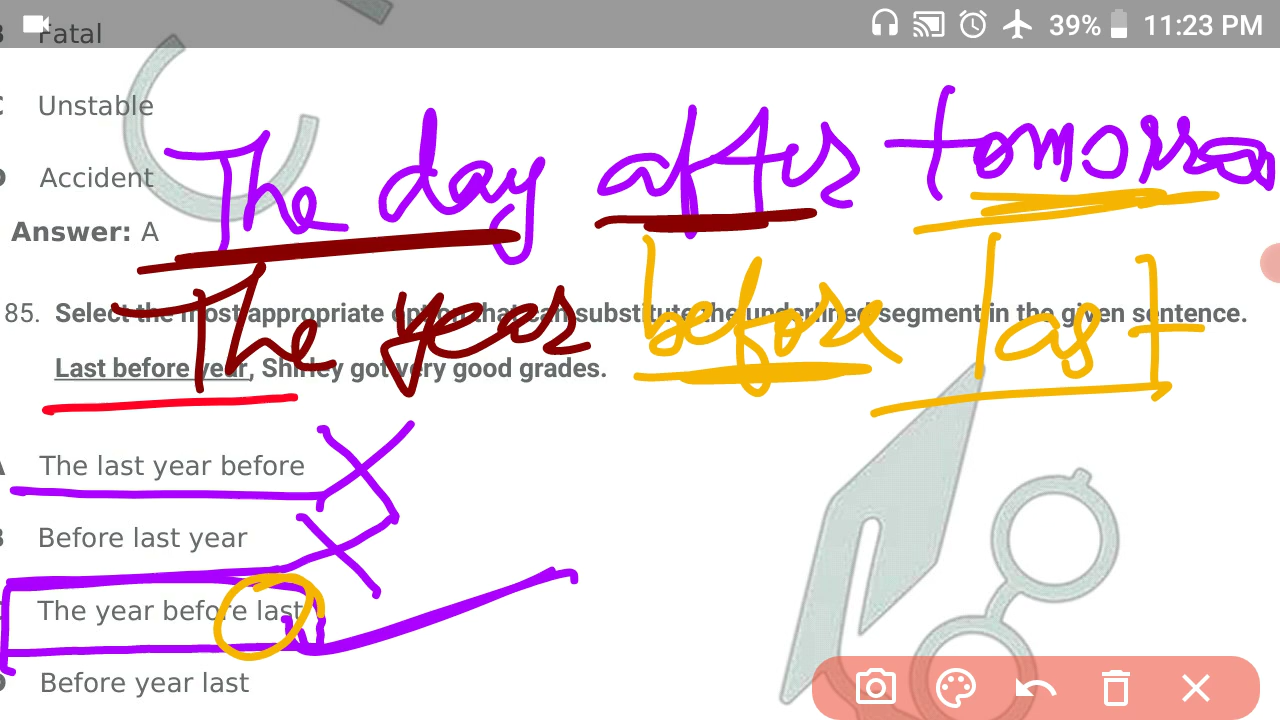 B Fatal
39% 11:23 PM
C Unstable
D Accident
The day after tomorrow
Answer: A
The year before last
85. Select the most appropriate option that can substitute the underlined segment in the given sentence.
Last before year, Shirley got very good grades.
A The last year before
B Before last year
C The year before last
D Before year last